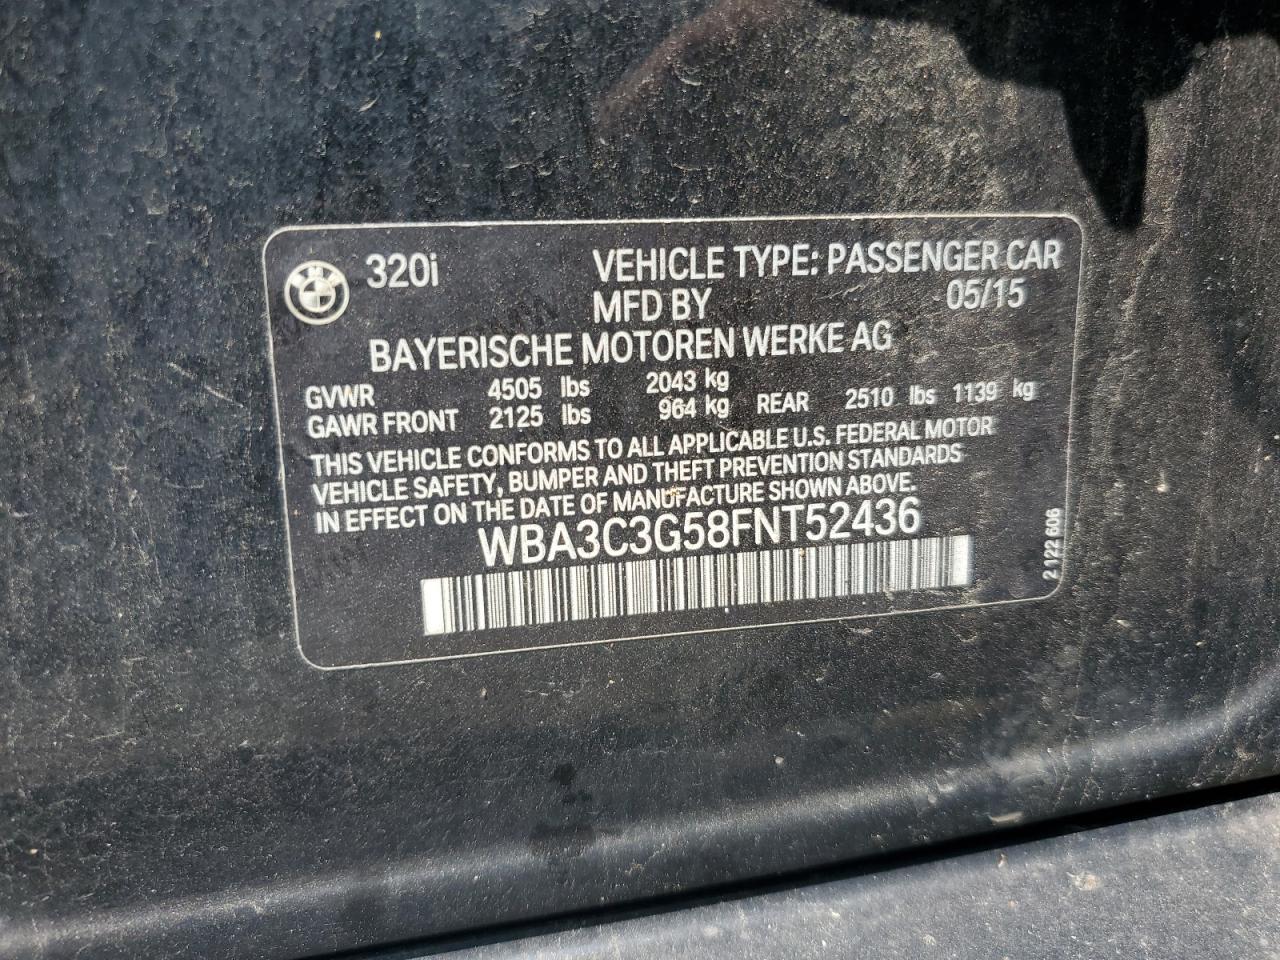 320i VEHICLE TYPE: PASSENGER CAR
MFD BY 05/15
BAYERISCHE MOTOREN WERKE AG
GVWR 4505 lbs 2043 kg
GAWR FRONT 2125 lbs 964 kg REAR 2510 lbs 1139 kg
THIS VEHICLE CONFORMS TO ALL APPLICABLE U.S. FEDERAL MOTOR
VEHICLE SAFETY, BUMPER AND THEFT PREVENTION STANDARDS
IN EFFECT ON THE DATE OF MANUFACTURE SHOWN ABOVE.
WBA3C3G58FNT52436
2 122 606